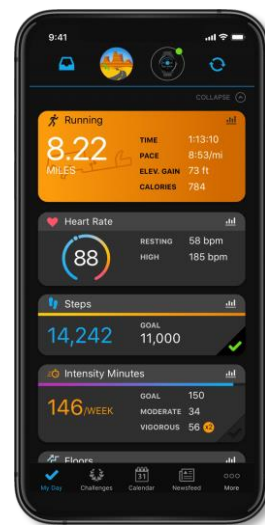 9:41
COLLAPSE
Running
8.22
MILES
TIME 1:13:10
PACE 8:53/mi
ELEV. GAIN 73 ft
CALORIES 784
Heart Rate
88
RESTING 58 bpm
HIGH 185 bpm
Steps
14,242
GOAL
11,000
Intensity Minutes
146/WEEK
GOAL 150
MODERATE 34
VIGOROUS 56 x2
Floors
31
My Day Challenges Calendar Newsfeed More